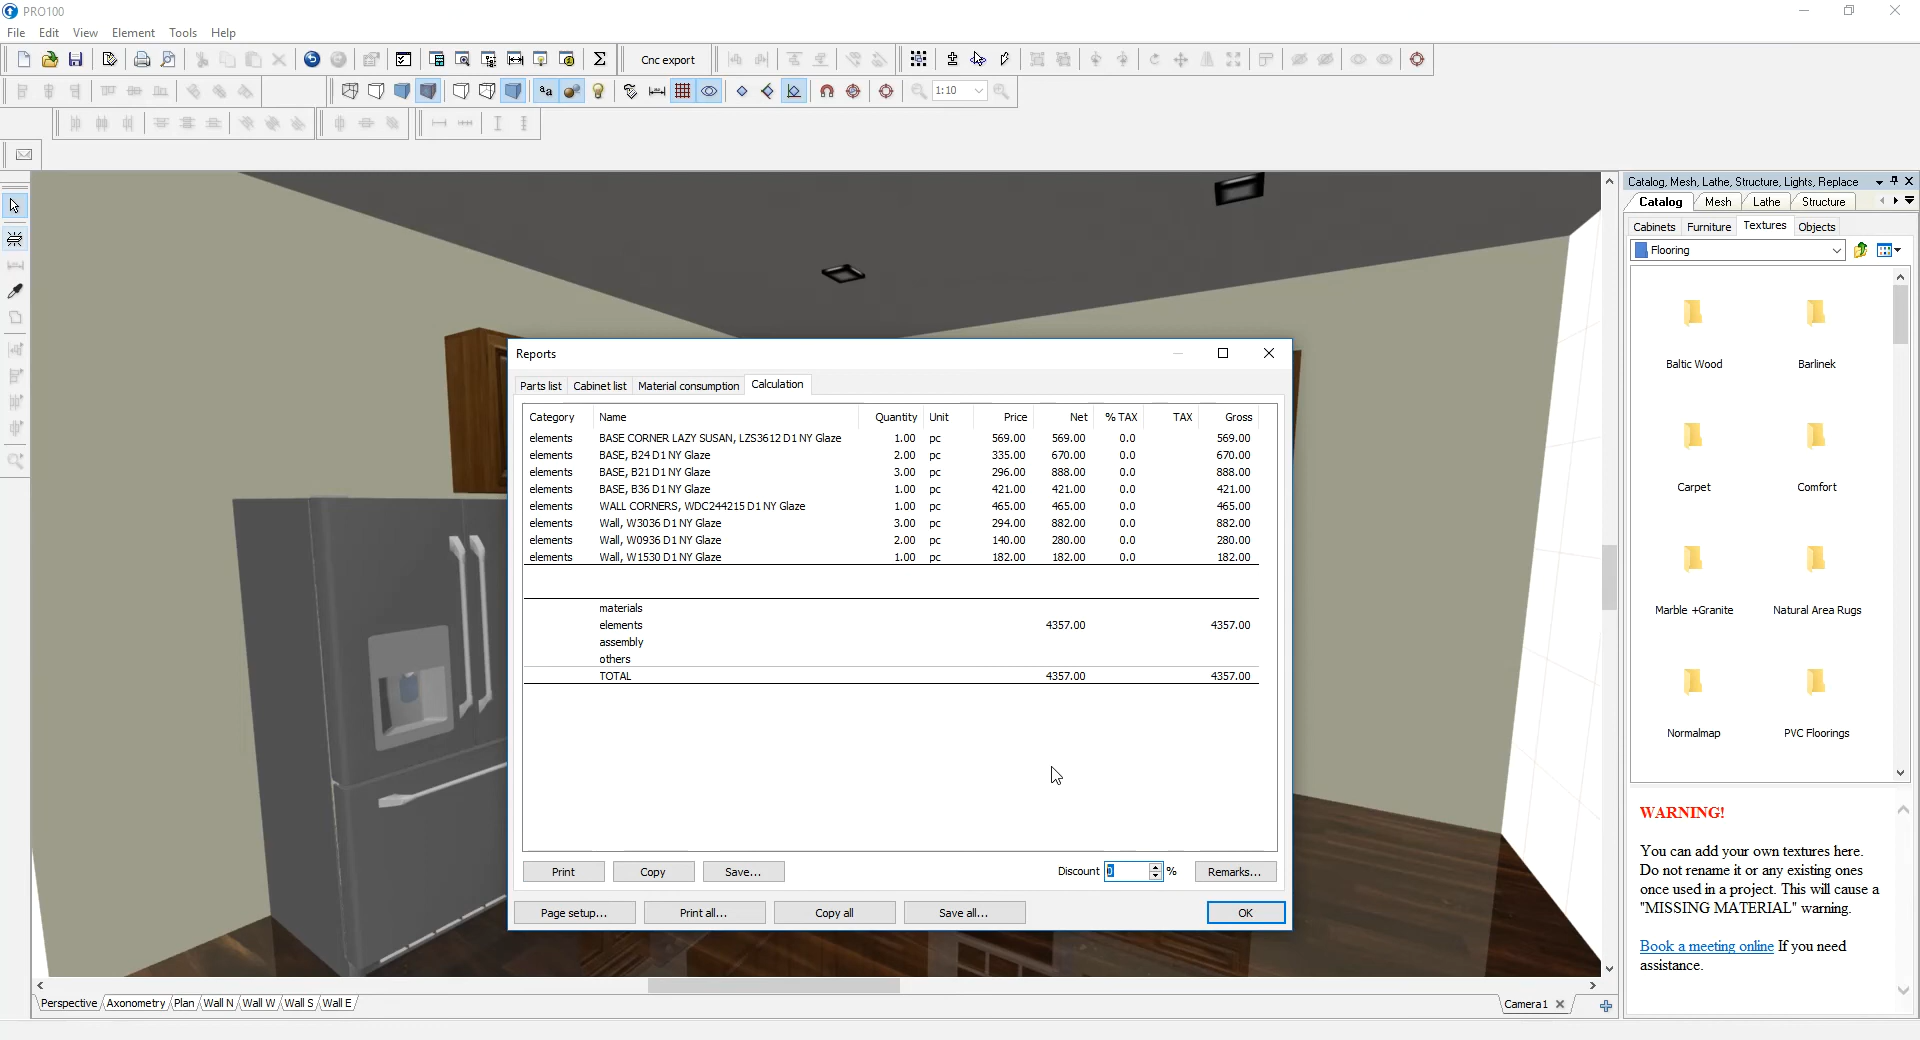 PRO100
File Edit View Element Tools Help
Cnc export
aa
1:10
Catalog, Mesh, Lathe, Structure, Lights, Replace
Catalog Mesh Lathe Structure
Cabinets Furniture Textures Objects
Flooring
Baltic Wood Barlinek
Carpet Comfort
Marble +Granite Natural Area Rugs
Normalmap PVC Floorings
WARNING!
You can add your own textures here.
Do not rename it or any existing ones
once used in a project. This will cause a
"MISSING MATERIAL" warning.
Book a meeting online If you need
assistance.
Reports
Parts list Cabinet list Material consumption Calculation
Category Name Quantity Unit Price Net % TAX TAX Gross
elements BASE CORNER LAZY SUSAN, LZS3612 D1 NY Glaze 1.00 pc 569.00 569.00 0.0 569.00
elements BASE, B24 D1 NY Glaze 2.00 pc 335.00 670.00 0.0 670.00
elements BASE, B21 D1 NY Glaze 3.00 pc 296.00 888.00 0.0 888.00
elements BASE, B36 D1 NY Glaze 1.00 pc 421.00 421.00 0.0 421.00
elements WALL CORNERS, WDC244215 D1 NY Glaze 1.00 pc 465.00 465.00 0.0 465.00
elements Wall, W3036 D1 NY Glaze 3.00 pc 294.00 882.00 0.0 882.00
elements Wall, W0936 D1 NY Glaze 2.00 pc 140.00 280.00 0.0 280.00
elements Wall, W1530 D1 NY Glaze 1.00 pc 182.00 182.00 0.0 182.00
materials
elements 4357.00 4357.00
assembly
others
TOTAL 4357.00 4357.00
Print Copy Save... Discount 0 % Remarks...
Page setup... Print all... Copy all Save all... OK
Perspective Axonometry Plan Wall N Wall W Wall S Wall E
Camera1